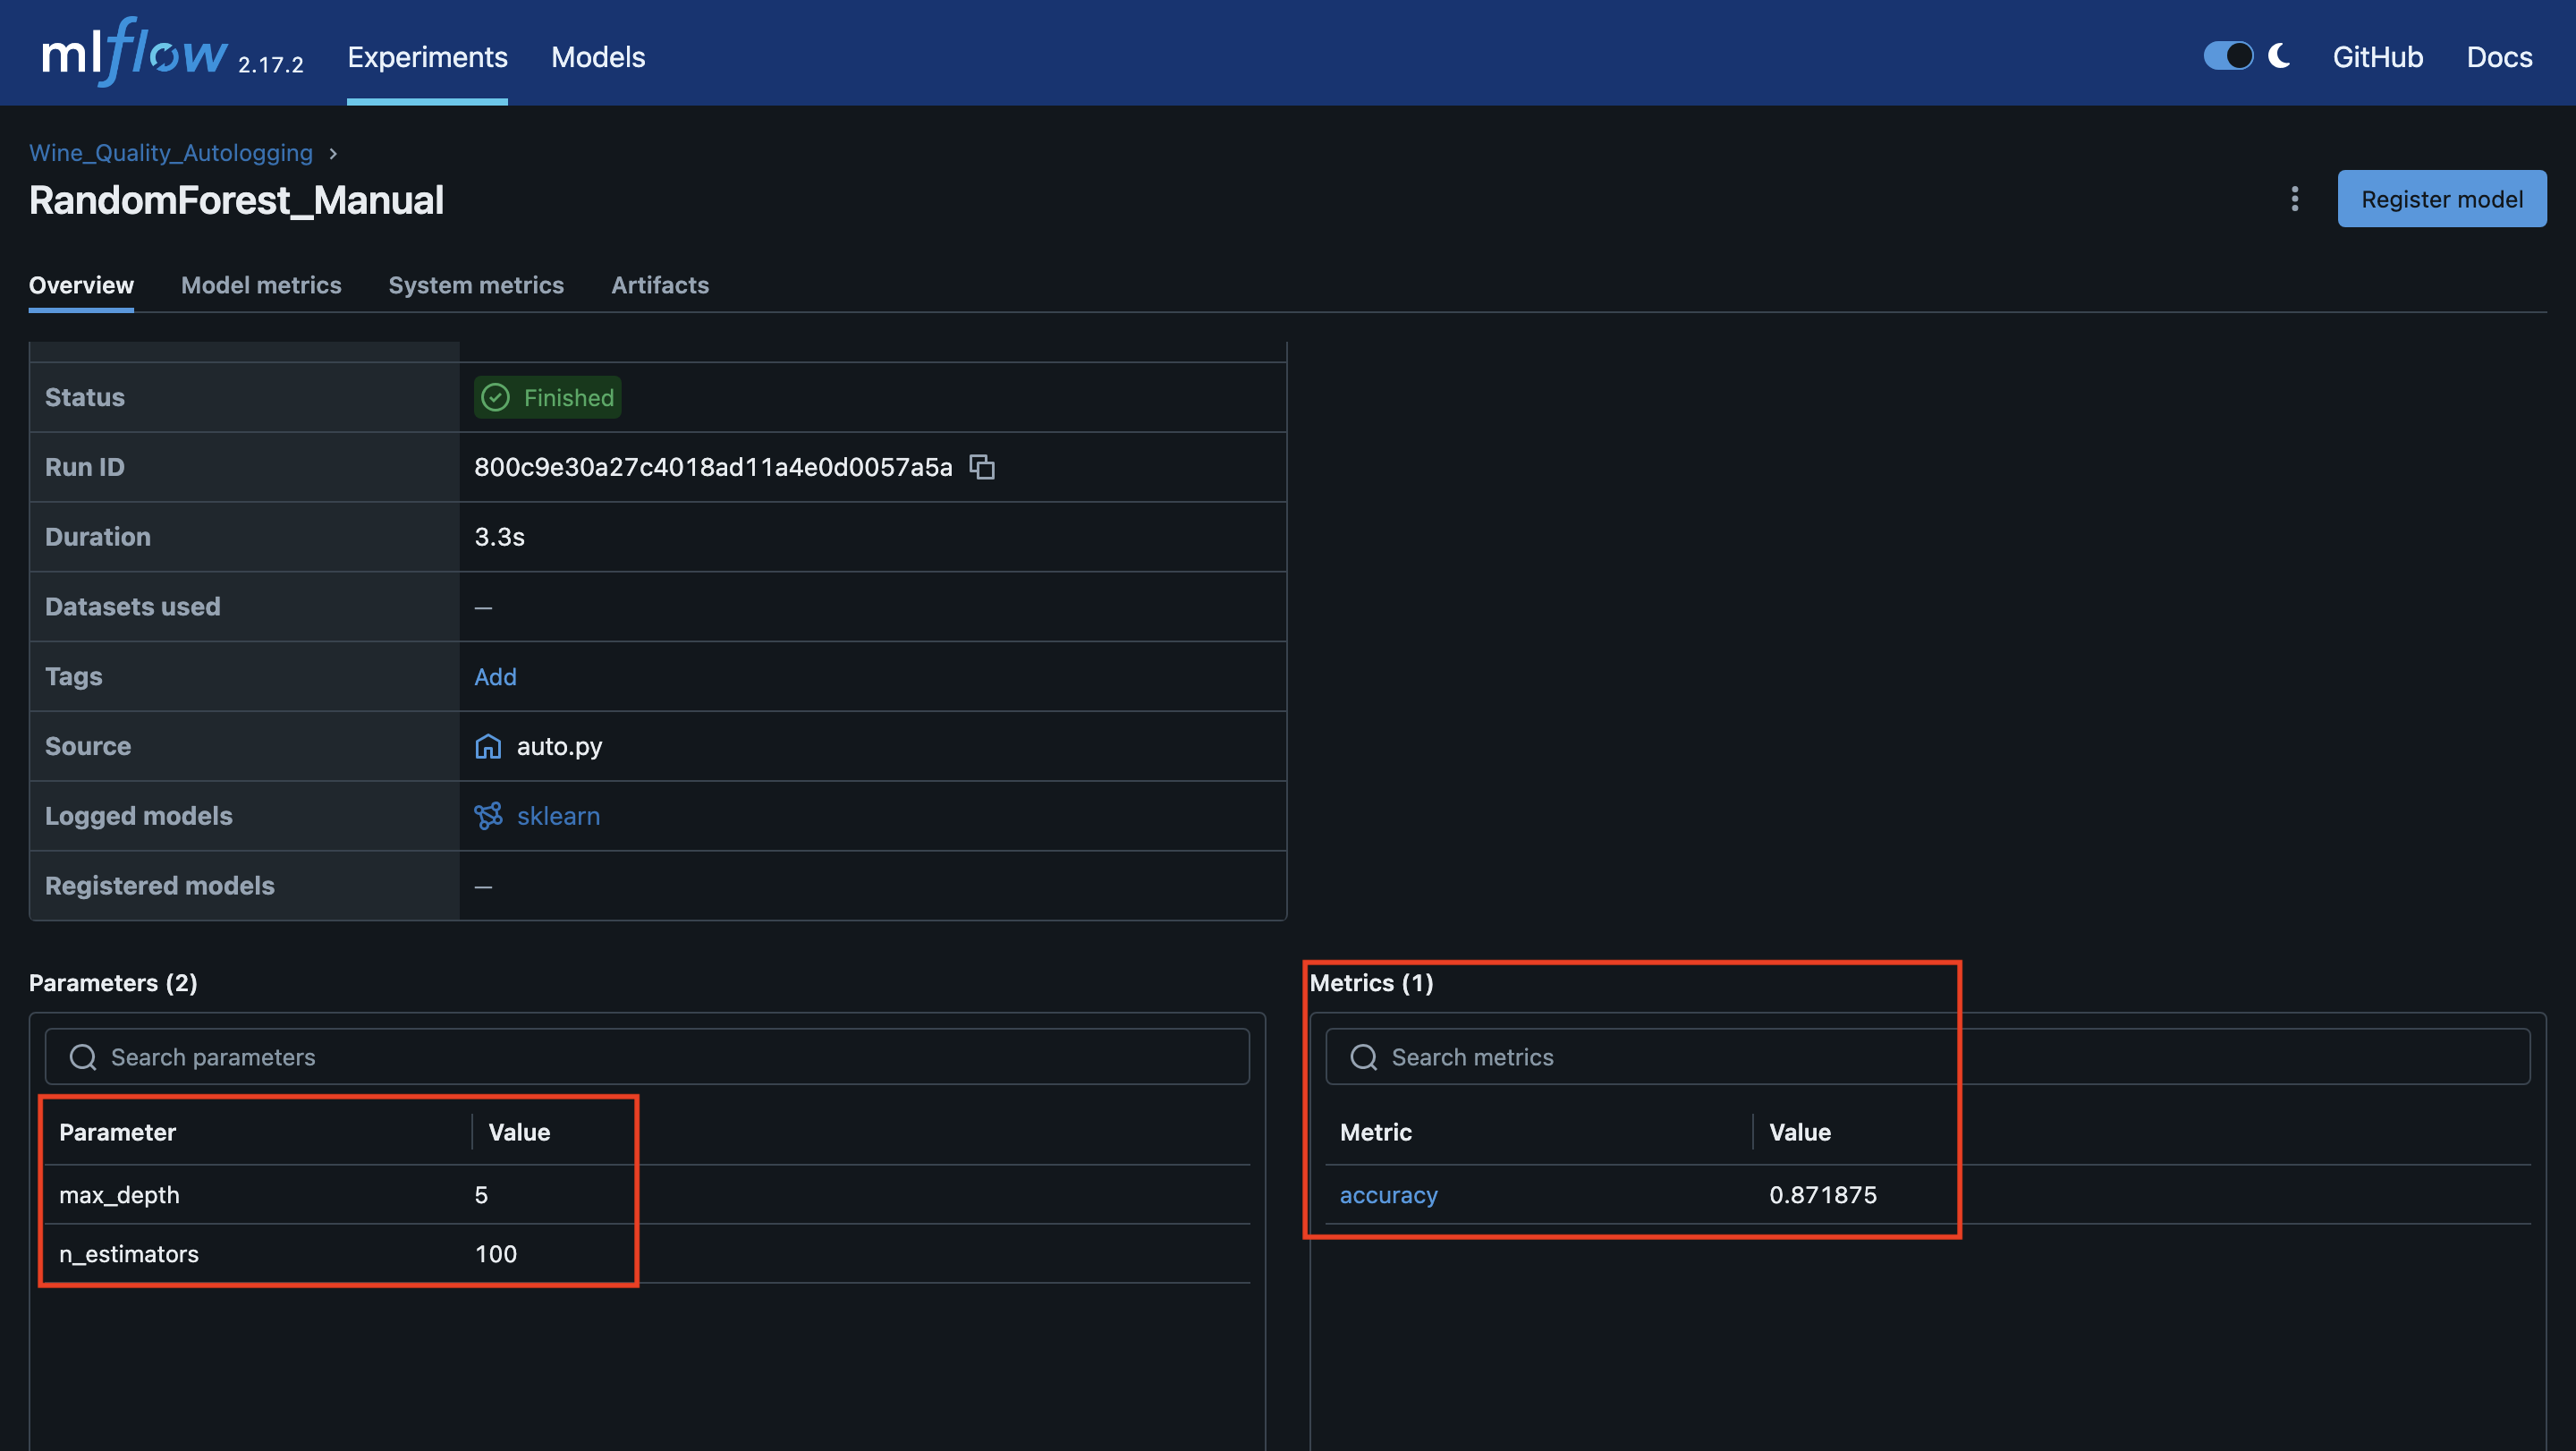 mlflow 2.17.2 Experiments Models GitHub Docs
Wine_Quality_Autologging
RandomForest_Manual
Register model
Overview Model metrics System metrics Artifacts
Status Finished
Run ID 800c9e30a27c4018ad11a4e0d0057a5a
Duration 3.3s
Datasets used —
Tags Add
Source auto.py
Logged models sklearn
Registered models —
Parameters (2)
Search parameters
Parameter Value
max_depth 5
n_estimators 100
Metrics (1)
Search metrics
Metric Value
accuracy 0.871875